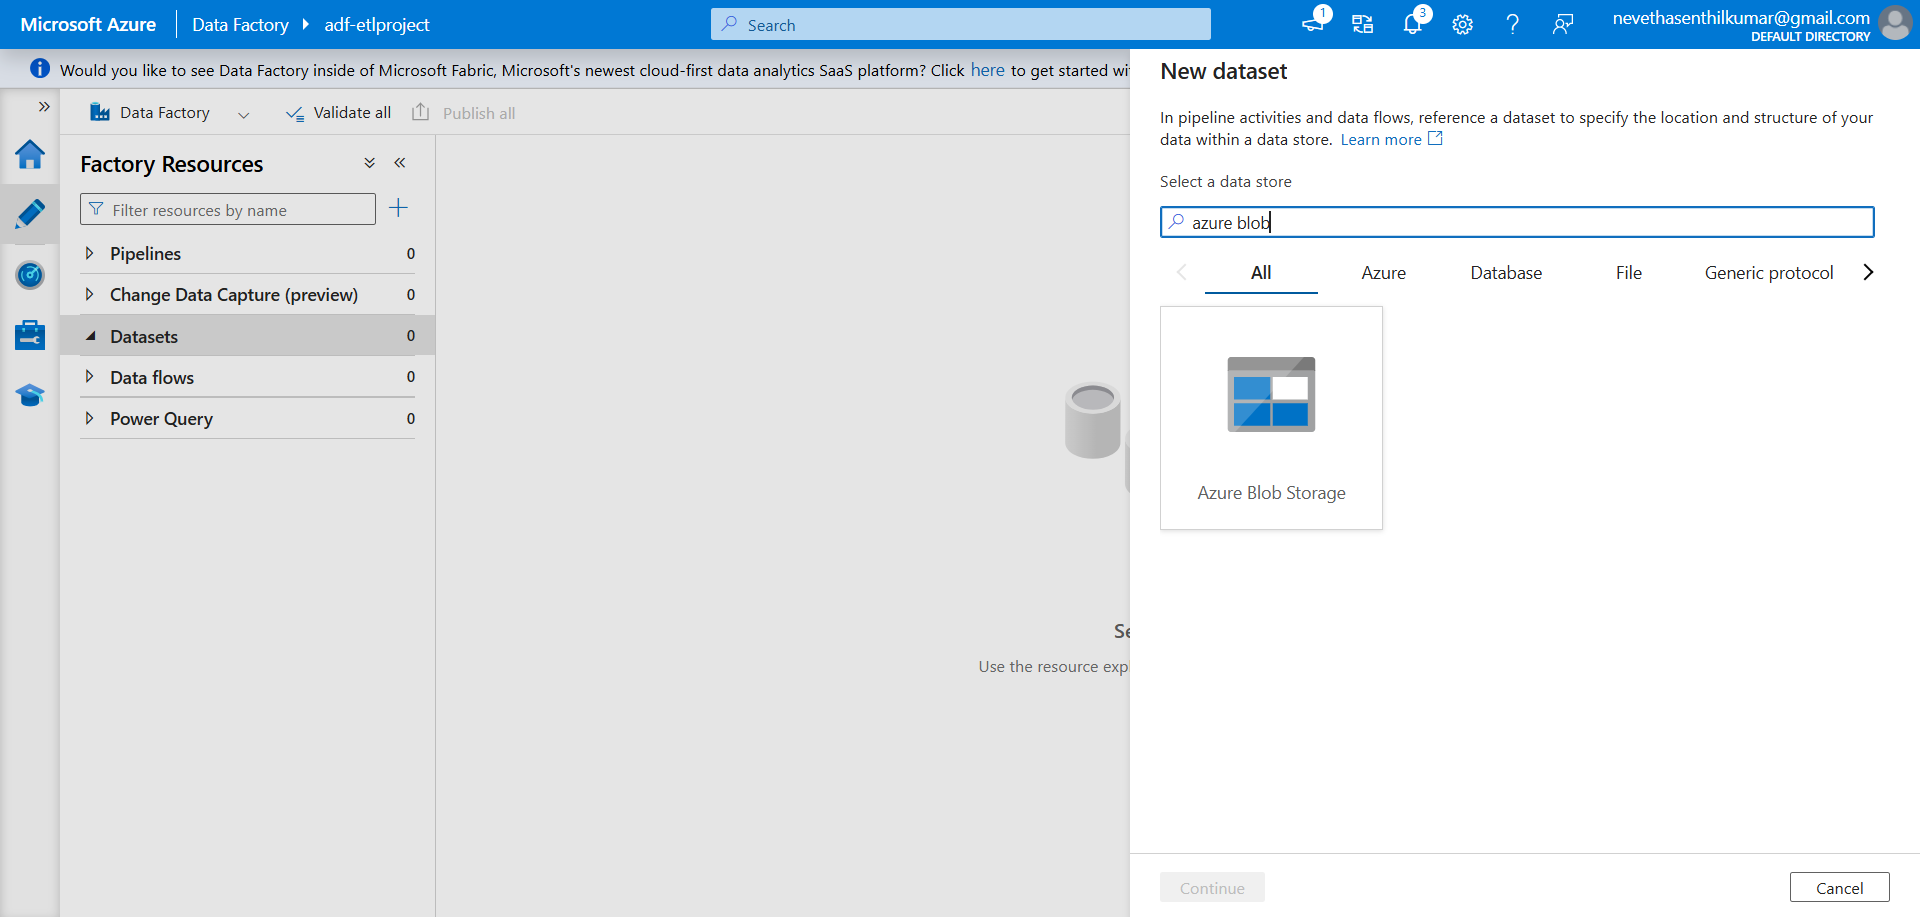 Microsoft Azure
Data Factory
adf-etlproject
Search
1
3
nevethasenthilkumar@gmail.com
DEFAULT DIRECTORY
Would you like to see Data Factory inside of Microsoft Fabric, Microsoft's newest cloud-first data analytics SaaS platform? Click here to get started wi
Data Factory
Validate all
Publish all
Factory Resources
Filter resources by name
Pipelines 0
Change Data Capture (preview) 0
Datasets 0
Data flows 0
Power Query 0
Se
Use the resource exp
New dataset
In pipeline activities and data flows, reference a dataset to specify the location and structure of your
data within a data store. Learn more
Select a data store
azure blob
All Azure Database File Generic protocol
Azure Blob Storage
Continue
Cancel